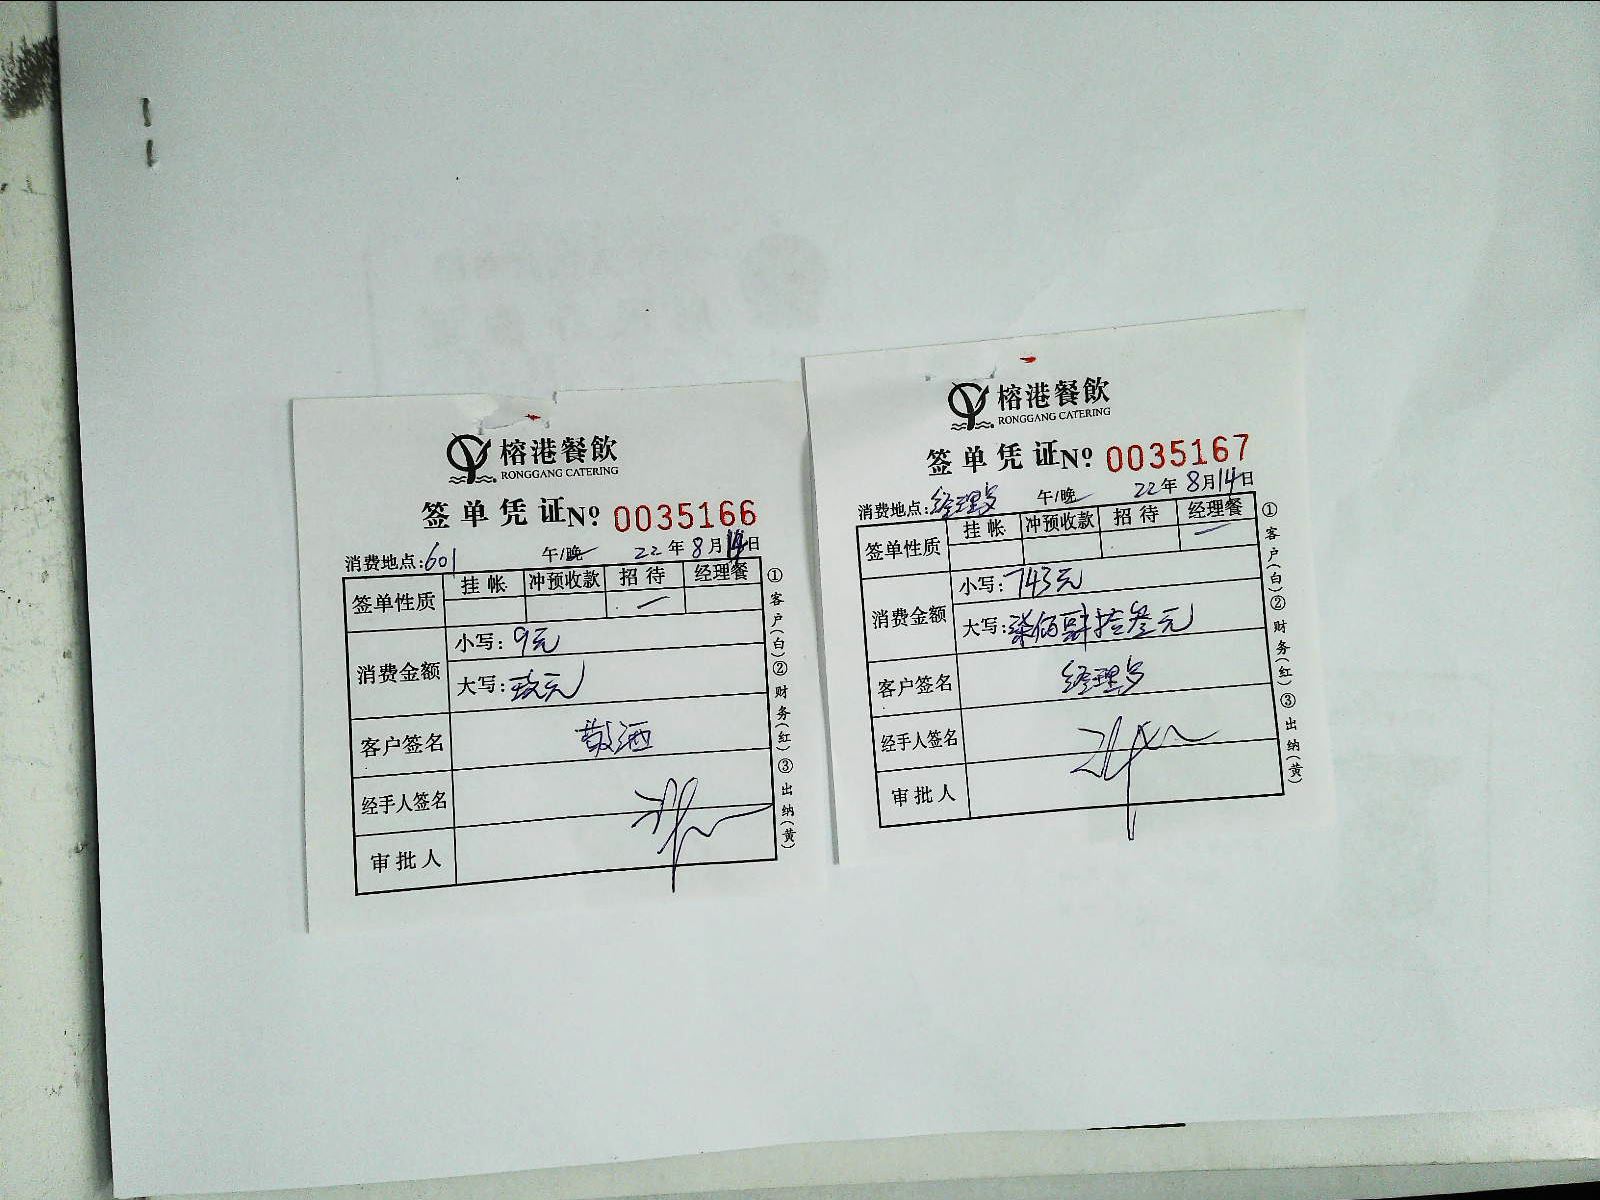 榕港餐飲
RONGGANG CATERING
签单凭证 Nº 0035166
消费地点:601 午/晚 22年8月14日
签单性质 挂帐 冲预收款 招待 经理餐
消费金额
小写:9元
大写:玖元
客户签名 散酒
经手人签名
审批人
①客户(白)②财务(红)③出纳(黄)
榕港餐飲
RONGGANG CATERING
签单凭证 Nº 0035167
消费地点:经理 午/晚 22年8月14日
签单性质 挂帐 冲预收款 招待 经理餐
消费金额
小写:743元
大写:柒佰肆拾叁元
客户签名 经理
经手人签名
审批人
①客户(白)②财务(红)③出纳(黄)